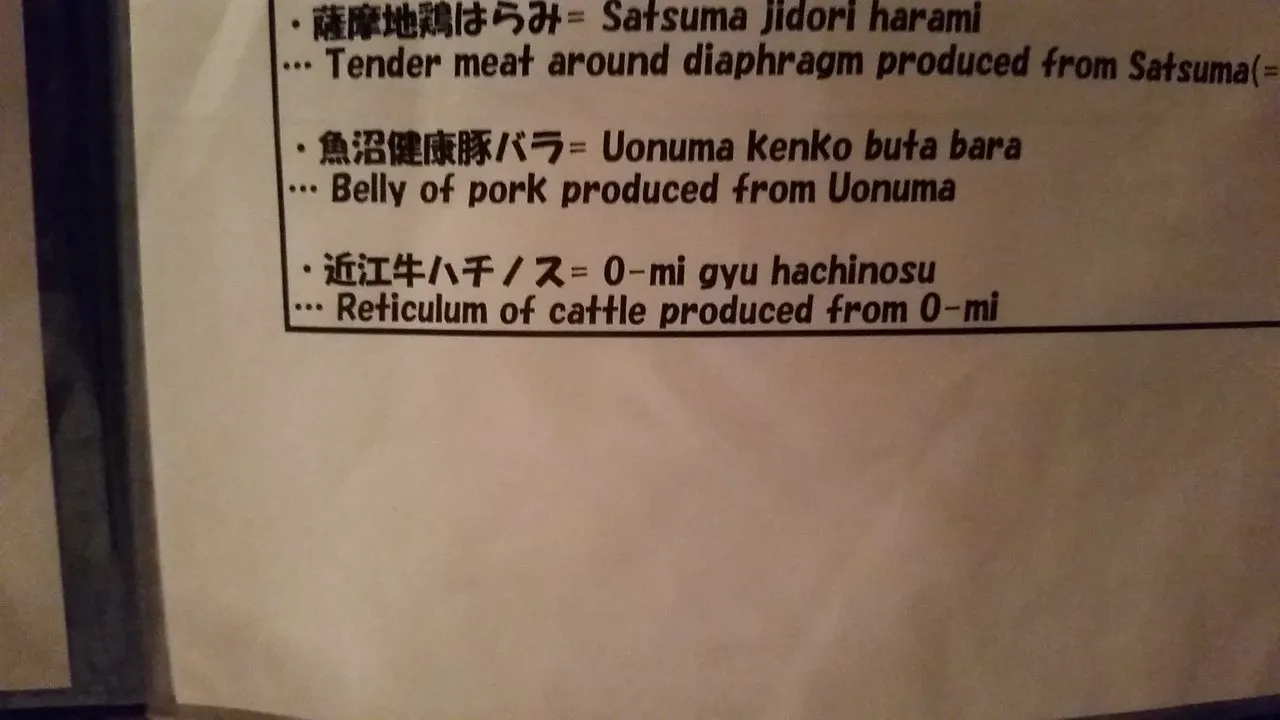 ・薩摩地鶏はらみ= Satsuma jidori harami
… Tender meat around diaphragm produced from Satsuma(=
・魚沼健康豚バラ= Uonuma kenko buta bara
… Belly of pork produced from Uonuma
・近江牛ハチノス= O-mi gyu hachinosu
… Reticulum of cattle produced from O-mi